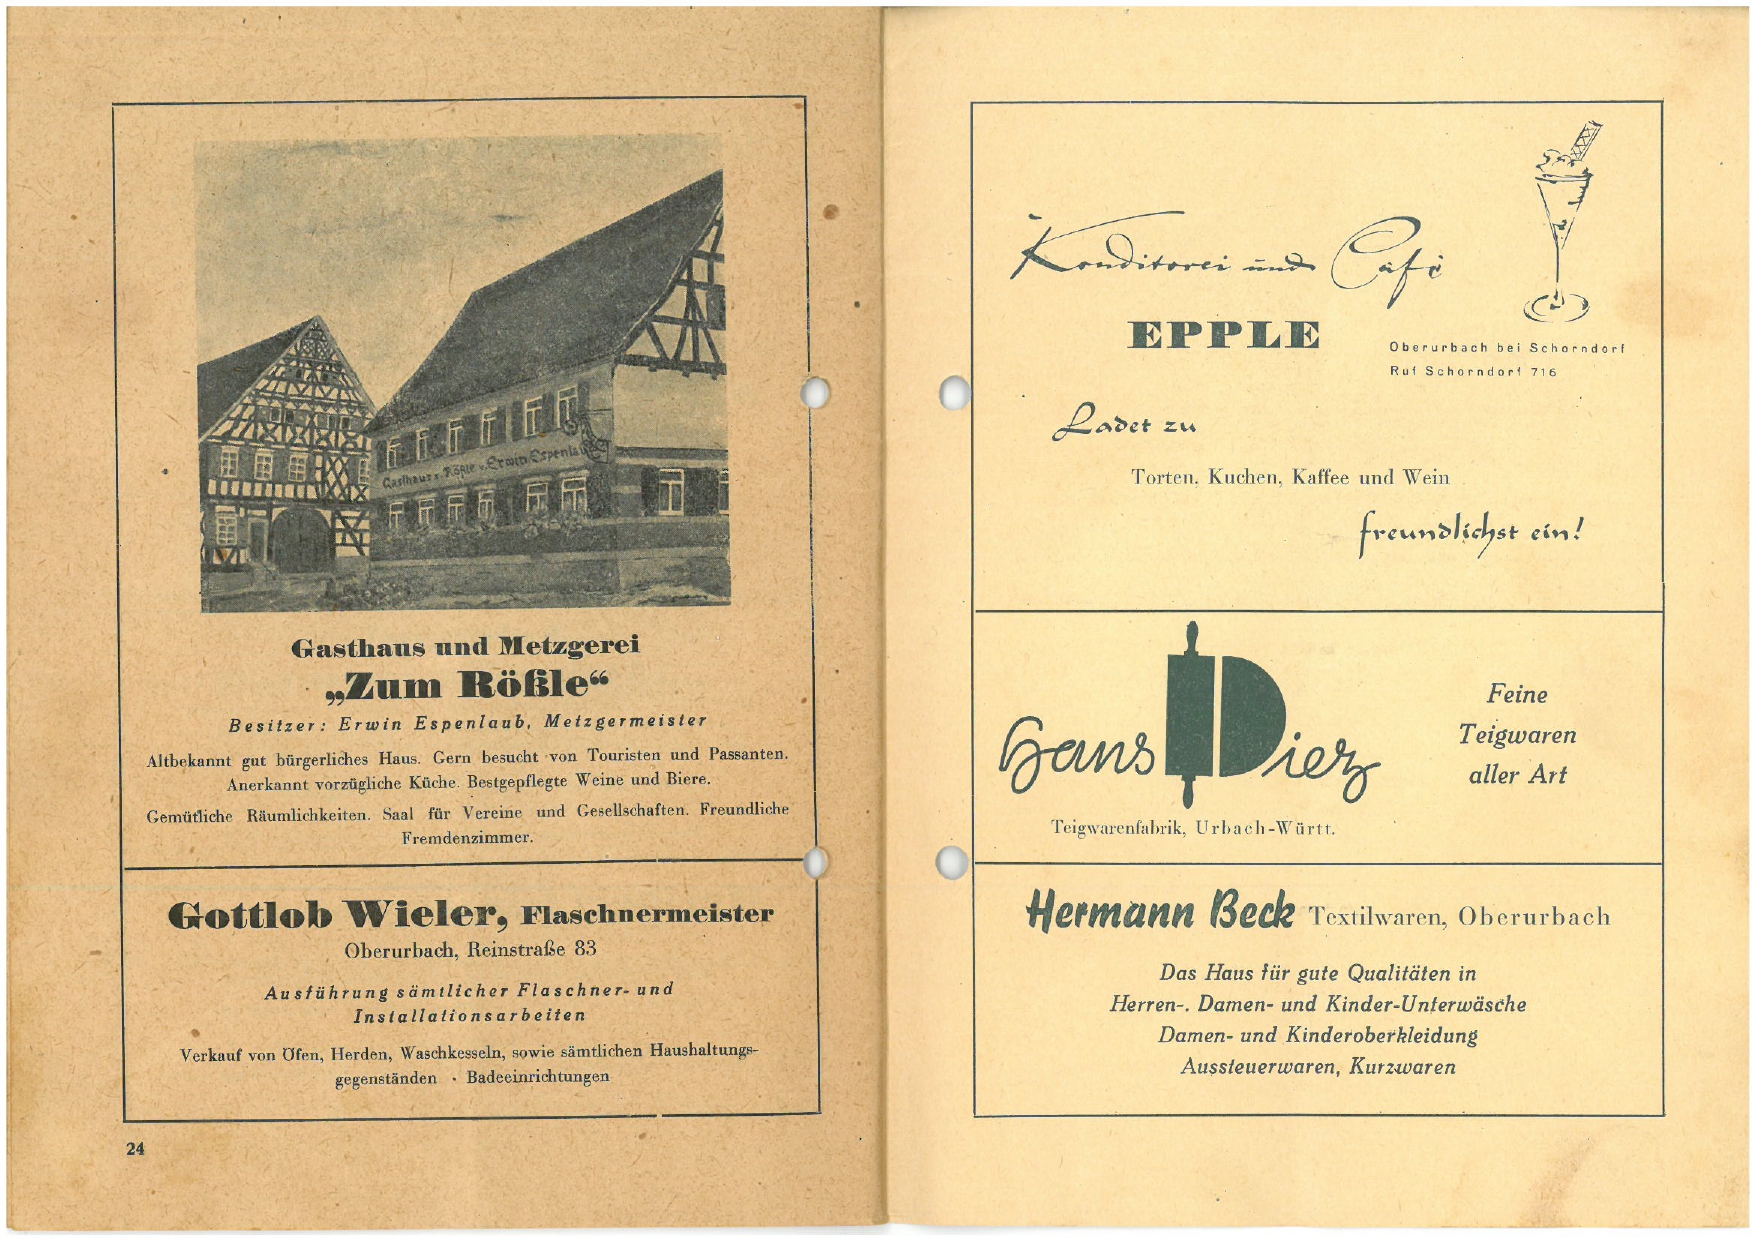 Gasthaus z. Rößle v. Erwin Espenlaub
Gasthaus und Metzgerei
„Zum Rößle“
Besitzer: Erwin Espenlaub, Metzgermeister
Altbekannt gut bürgerliches Haus. Gern besucht von Touristen und Passanten.
Anerkannt vorzügliche Küche. Bestgepflegte Weine und Biere.
Gemütliche Räumlichkeiten. Saal für Vereine und Gesellschaften. Freundliche
Fremdenzimmer.
Gottlob Wieler, Flaschnermeister
Oberurbach, Reinstraße 83
Ausführung sämtlicher Flaschner- und
Installationsarbeiten
Verkauf von Öfen, Herden, Waschkesseln, sowie sämtlichen Haushaltungs-
gegenständen · Badeeinrichtungen
24
Konditorei und Café
EPPLE
Oberurbach bei Schorndorf
Ruf Schorndorf 716
Ladet zu
Torten, Kuchen, Kaffee und Wein
freundlichst ein!
Hans Diez
Teigwarenfabrik, Urbach-Württ.
Feine
Teigwaren
aller Art
Hermann Beck Textilwaren, Oberurbach
Das Haus für gute Qualitäten in
Herren-, Damen- und Kinder-Unterwäsche
Damen- und Kinderoberkleidung
Aussteuerwaren, Kurzwaren